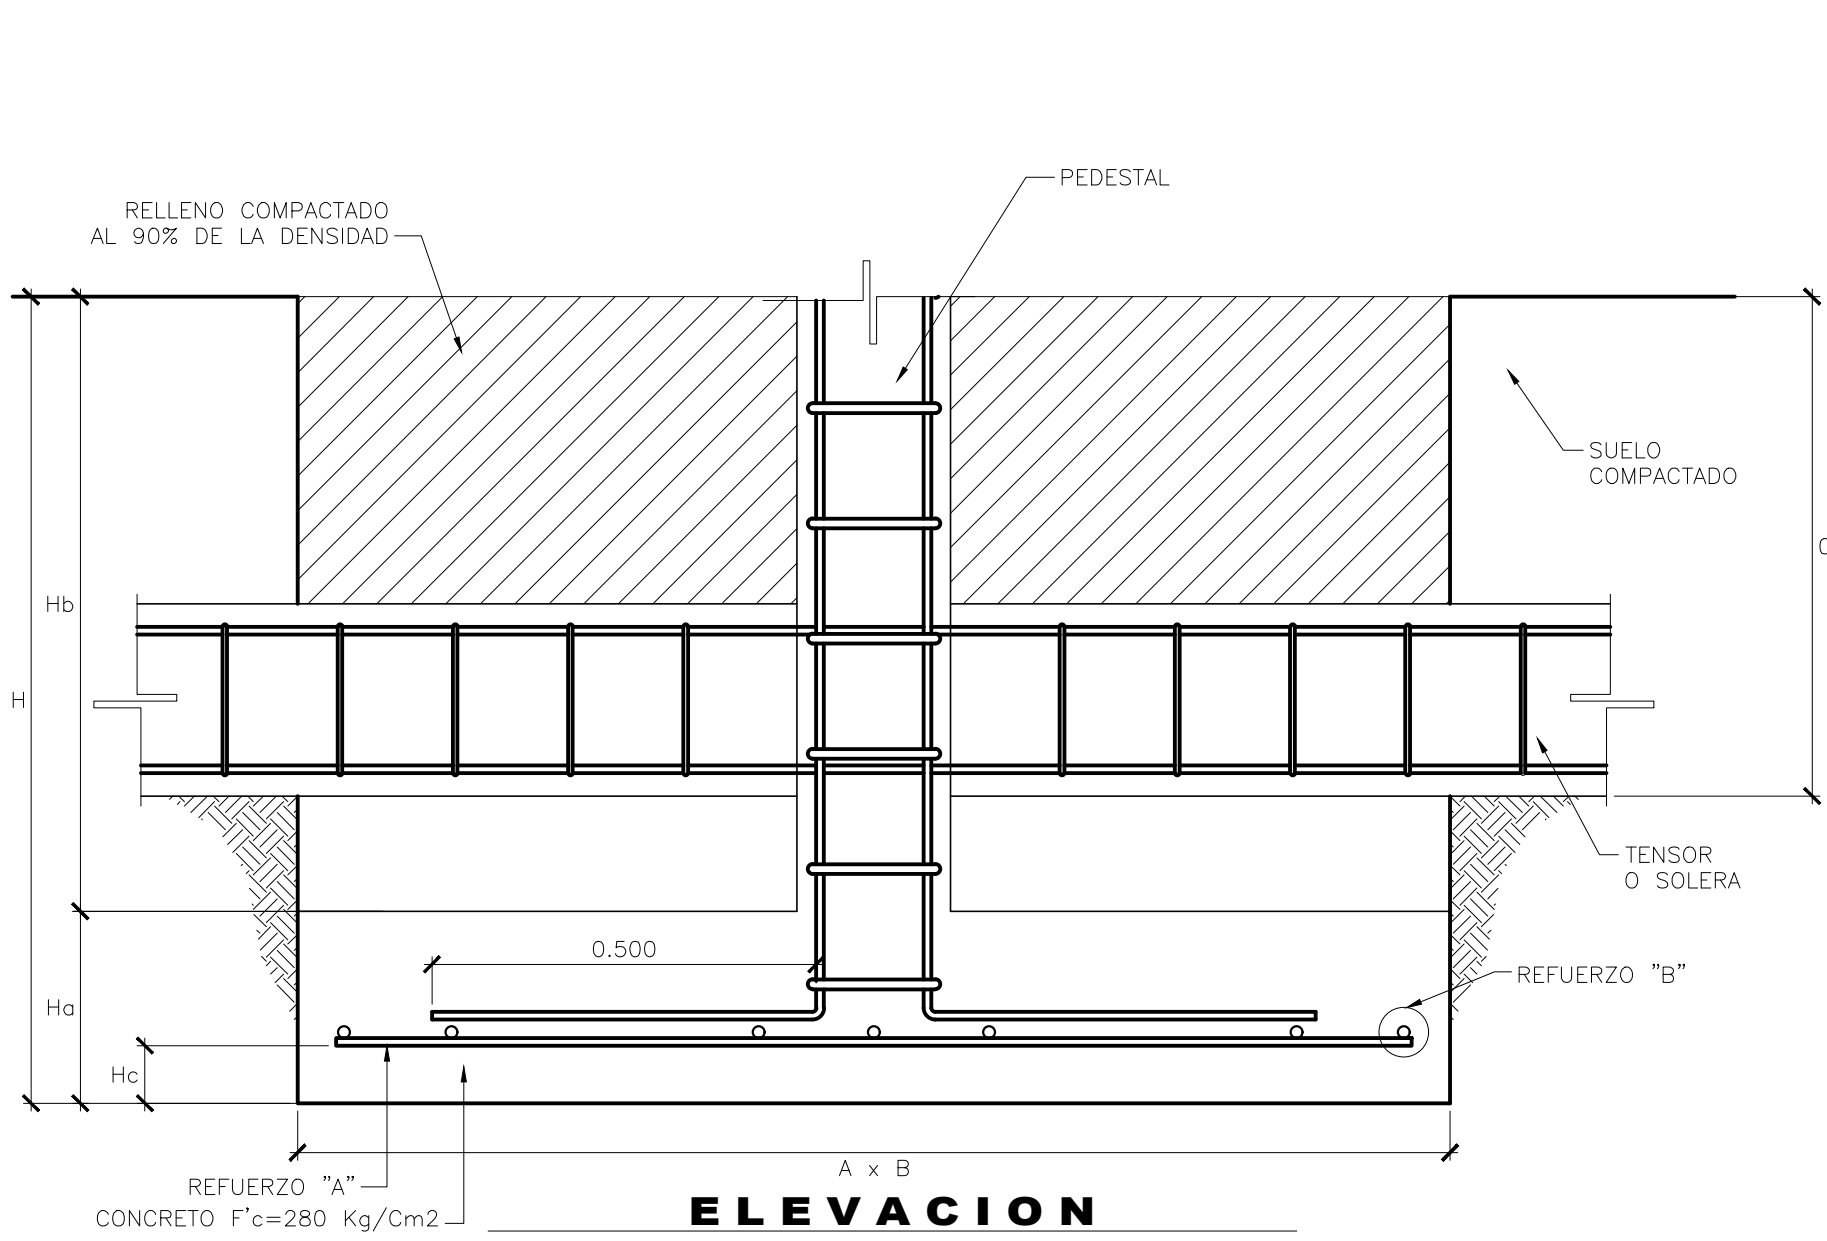 PEDESTAL
RELLENO COMPACTADO
AL 90% DE LA DENSIDAD
SUELO
COMPACTADO
Hb
H
TENSOR
O SOLERA
0.500
REFUERZO "B"
Ha
Hc
A x B
REFUERZO "A"
CONCRETO F'c=280 Kg/Cm2
ELEVACION